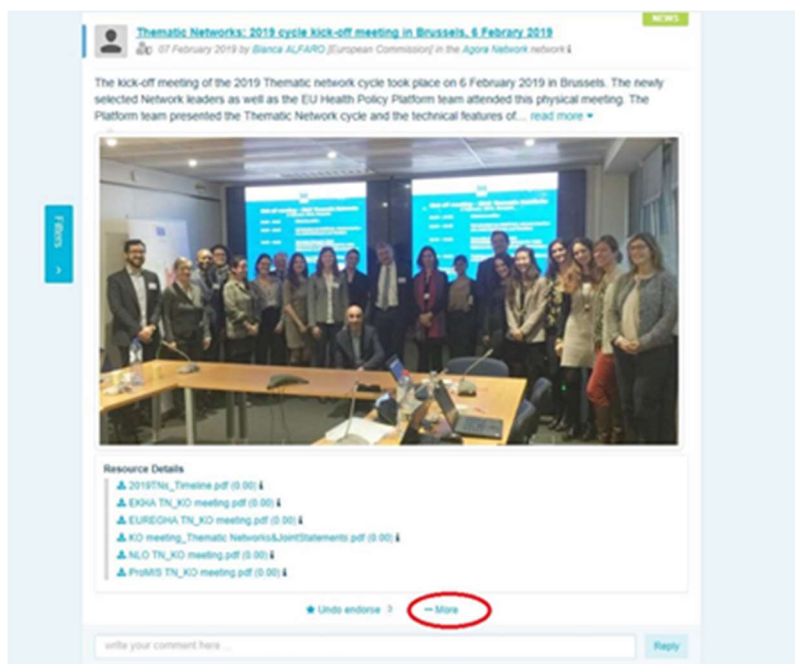 NEWS
Thematic Networks: 2019 cycle kick-off meeting in Brussels, 6 Febrary 2019
07 February 2019 by Bianca ALFARO [European Commission] in the Agora Network network
The kick-off meeting of the 2019 Thematic network cycle took place on 6 February 2019 in Brussels. The newly
selected Network leaders as well as the EU Health Policy Platform team attended this physical meeting. The
Platform team presented the Thematic Network cycle and the technical features of... read more
Filters
Resource Details
2019TNs_Timeline.pdf (0.00)
EKHA TN_KO meeting.pdf (0.00)
EUREGHA TN_KO meeting.pdf (0.00)
KO meeting_Thematic Networks&JointStatements.pdf (0.00)
NLO TN_KO meeting.pdf (0.00)
ProMIS TN_KO meeting.pdf (0.00)
Undo endorse 3 More
write your comment here ...
Reply